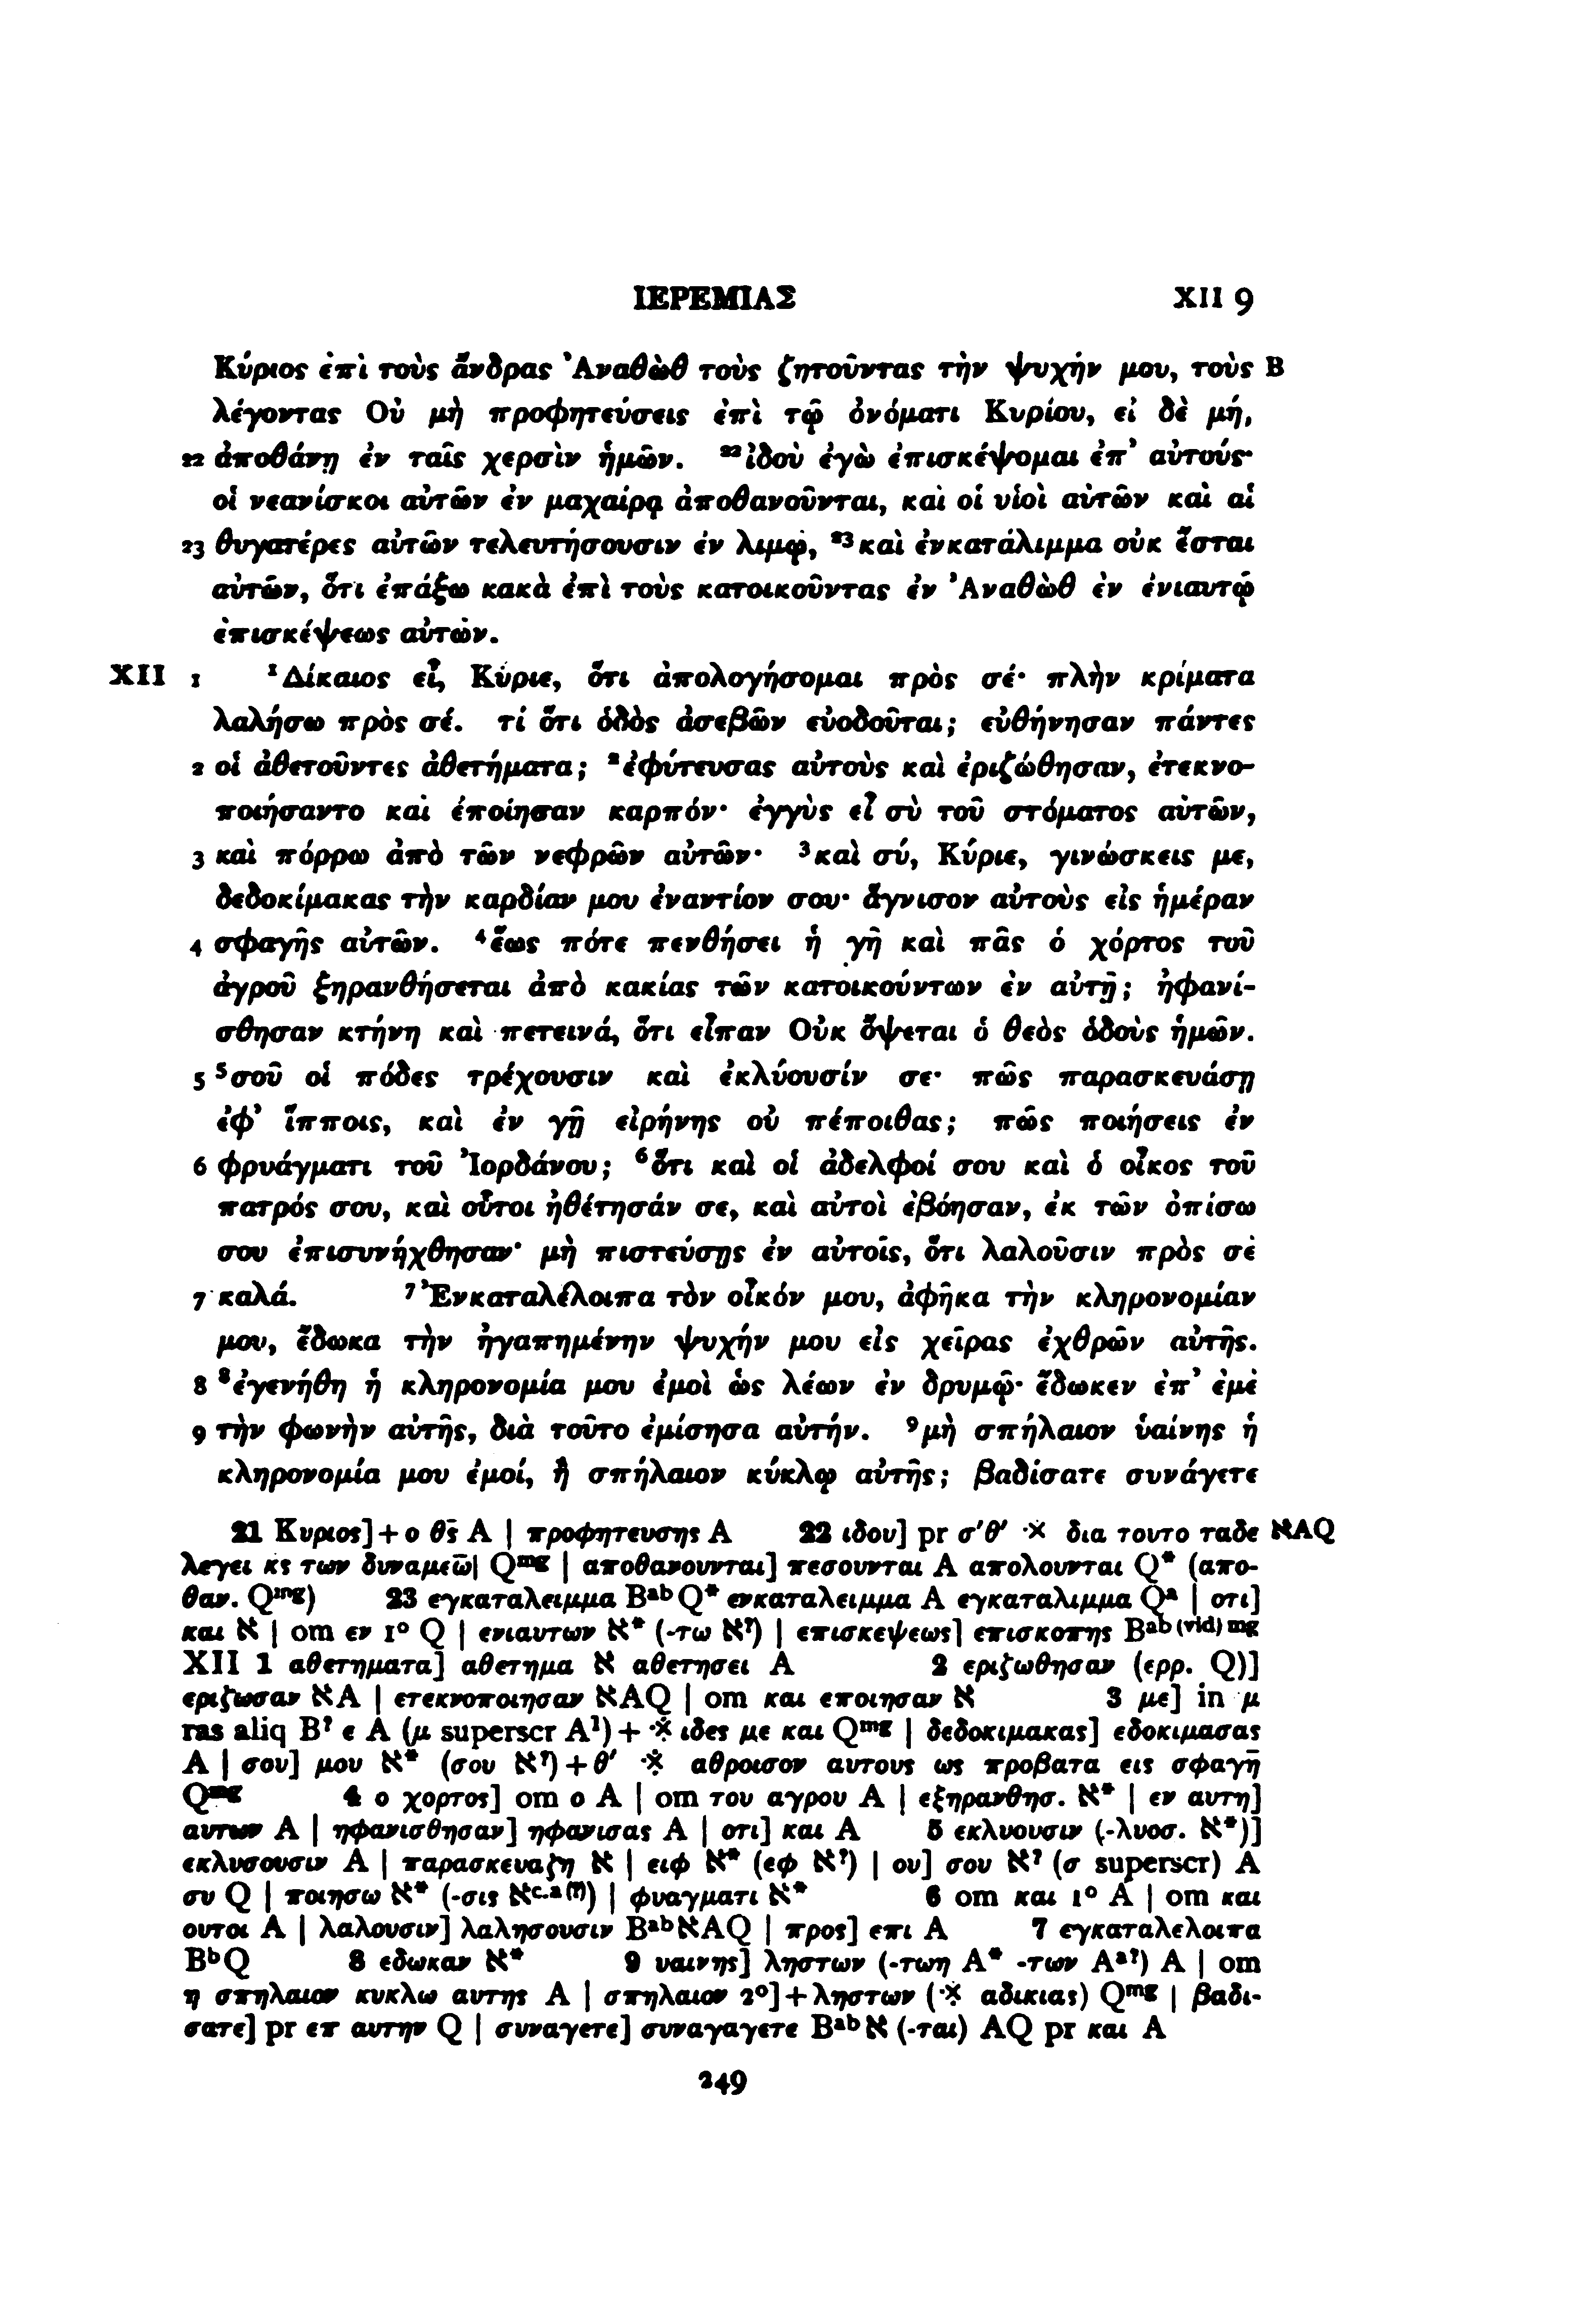 ΙΕΡΕΜΙΑΣ XII 9
Κύριος ἐπὶ τοὺς ἄνδρας Ἀναθὼθ τοὺς ζητοῦντας τὴν ψυχήν μου, τοὺς B
λέγοντας Οὐ μὴ προφητεύσεις ἐπὶ τῷ ὀνόματι Κυρίου, εἰ δὲ μή,
22 ἀποθάνῃ ἐν ταῖς χερσὶν ἡμῶν. ²²ἰδοὺ ἐγὼ ἐπισκέψομαι ἐπ’ αὐτούς·
οἱ νεανίσκοι αὐτῶν ἐν μαχαίρᾳ ἀποθανοῦνται, καὶ οἱ υἱοὶ αὐτῶν καὶ αἱ
23 θυγατέρες αὐτῶν τελευτήσουσιν ἐν λιμῷ, ²³καὶ ἐνκατάλιμμα οὐκ ἔσται
αὐτῶν, ὅτι ἐπάξω κακὰ ἐπὶ τοὺς κατοικοῦντας ἐν Ἀναθὼθ ἐν ἐνιαυτῷ
ἐπισκέψεως αὐτῶν.
XII 1 ¹Δίκαιος εἶ, Κύριε, ὅτι ἀπολογήσομαι πρὸς σέ· πλὴν κρίματα
λαλήσω πρὸς σέ. τί ὅτι ὁδὸς ἀσεβῶν εὐοδοῦται; εὐθήνησαν πάντες
2 οἱ ἀθετοῦντες ἀθετήματα; ²ἐφύτευσας αὐτοὺς καὶ ἐριζώθησαν, ἐτεκνο-
ποιήσαντο καὶ ἐποίησαν καρπόν· ἐγγὺς εἶ σὺ τοῦ στόματος αὐτῶν,
3 καὶ πόρρω ἀπὸ τῶν νεφρῶν αὐτῶν· ³καὶ σύ, Κύριε, γινώσκεις με,
δεδοκίμακας τὴν καρδίαν μου ἐναντίον σου· ἅγνισον αὐτοὺς εἰς ἡμέραν
4 σφαγῆς αὐτῶν. ⁴ἕως πότε πενθήσει ἡ γῆ καὶ πᾶς ὁ χόρτος τοῦ
ἀγροῦ ξηρανθήσεται ἀπὸ κακίας τῶν κατοικούντων ἐν αὐτῇ; ἠφανί-
σθησαν κτήνη καὶ πετεινά, ὅτι εἶπαν Οὐκ ὄψεται ὁ θεὸς ὁδοὺς ἡμῶν.
5 ⁵σοῦ οἱ πόδες τρέχουσιν καὶ ἐκλύουσίν σε· πῶς παρασκευάσῃ
ἐφ’ ἵπποις, καὶ ἐν γῇ εἰρήνης οὐ πέποιθας; πῶς ποιήσεις ἐν
6 φρυάγματι τοῦ Ἰορδάνου; ⁶ὅτι καὶ οἱ ἀδελφοί σου καὶ ὁ οἶκος τοῦ
πατρός σου, καὶ οὗτοι ἠθέτησάν σε, καὶ αὐτοὶ ἐβόησαν, ἐκ τῶν ὀπίσω
σου ἐπισυνήχθησαν· μὴ πιστεύσῃς ἐν αὐτοῖς, ὅτι λαλοῦσιν πρὸς σὲ
7 καλά. ⁷Ἐνκαταλέλοιπα τὸν οἶκόν μου, ἀφῆκα τὴν κληρονομίαν
μου, ἔδωκα τὴν ἠγαπημένην ψυχήν μου εἰς χεῖρας ἐχθρῶν αὐτῆς.
8 ⁸ἐγενήθη ἡ κληρονομία μου ἐμοὶ ὡς λέων ἐν δρυμῷ· ἔδωκεν ἐπ’ ἐμὲ
9 τὴν φωνὴν αὐτῆς, διὰ τοῦτο ἐμίσησα αὐτήν. ⁹μὴ σπήλαιον ὑαίνης ἡ
κληρονομία μου ἐμοί, ἢ σπήλαιον κύκλῳ αὐτῆς; βαδίσατε συνάγετε
21 Κυριος]+ο θς̄ A | προφητευσης A 22 ιδου] pr σ′θ′ ※ δια τουτο ταδε אAQ
λεγει κς των δυναμεω̄| Qᵐᵍ | αποθανουνται] πεσουνται A απολουνται Q* (απο-
θαν. Qᵐᵍ) 23 εγκαταλειμμα Bᵃᵇ Q* ενκαταλειμμα A εγκαταλιμμα Qᵃ | οτι]
και א | om εν 1° Q | ενιαυτων א* (-τω א?) | επισκεψεως] επισκοπης Bᵃᵇ⁽ᵛⁱᵈ⁾ ᵐᵍ
XII 1 αθετηματα] αθετημα א αθετησει A 2 εριζωθησαν (ερρ. Q)]
εριζωσαν אA | ετεκνοποιησαν אAQ | om και εποιησαν א 3 με] in μ
ras aliq B? ε A (μ superscr A¹)+ ※ ιδες με και Qᵐᵍ | δεδοκιμακας] εδοκιμασας
A | σου] μου א* (σου א?)+θ′ ※ αθροισον αυτους ως προβατα εις σφαγη̄
Qᵐᵍ 4 ο χορτος] om ο A | om του αγρου A | εξηρανθησ. א* | εν αυτη]
αυτων A | ηφανισθησαν] ηφανισας A | οτι] και A 5 εκλυουσιν (-λυοσ. א*)]
εκλυσουσιν A | παρασκευαζη א | ειφ א* (εφ א?) | ου] σου א? (σ superscr) A
συ Q | ποιησω א* (-σις אᶜ·ᵃ⁽?⁾) | φυαγματι א* 6 om και 1° A | om και
ουτοι A | λαλουσιν] λαλησουσιν BᵃᵇאAQ | προς] επι A 7 εγκαταλελοιπα
BᵇQ 8 εδωκαν א* 9 υαινης] ληστων (-τωη A* -των Aᵃ?) A | om
η σπηλαιον κυκλω αυτης A | σπηλαιον 2°]+ληστων (※ αδικιας) Qᵐᵍ | βαδι-
σατε] pr επ αυτην Q | συναγετε] συναγαγετε Bᵃᵇ א (-ται) AQ pr και A
249